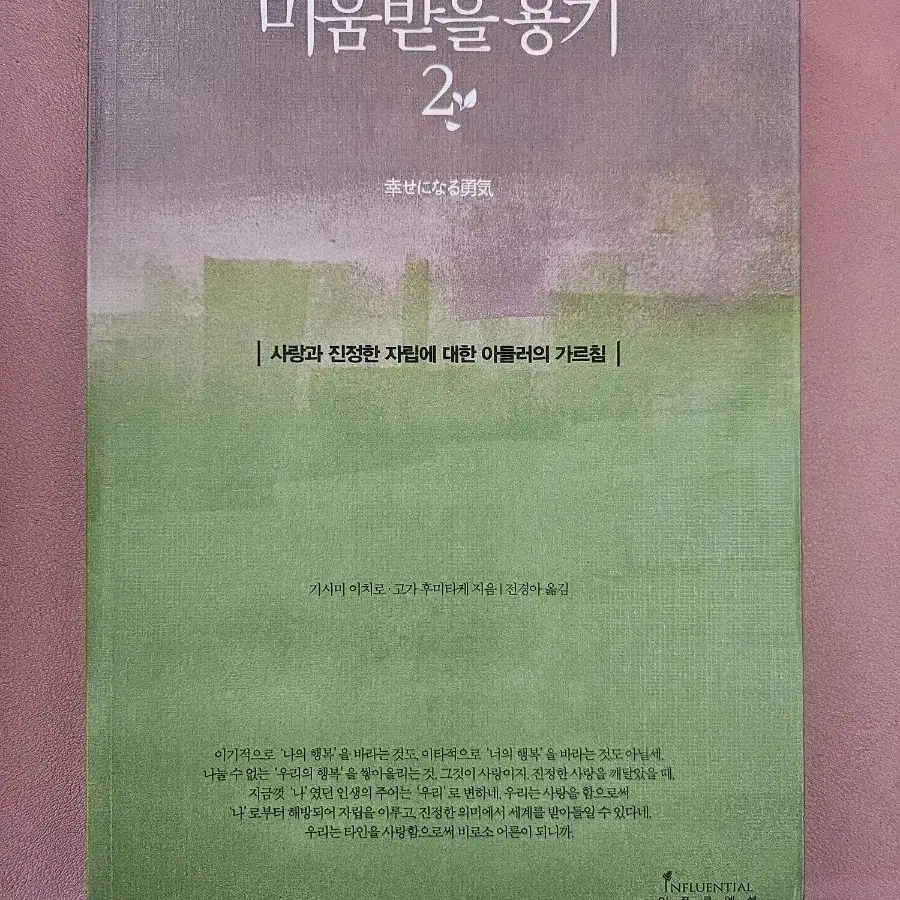 미움받을 용기
2
幸せになる勇気
사랑과 진정한 자립에 대한 아들러의 가르침
기시미 이치로·고가 후미타케 지음 | 전경아 옮김
이기적으로 '나의 행복'을 바라는 것도, 이타적으로 '너의 행복'을 바라는 것도 아닐세.
나눌 수 없는 '우리의 행복'을 쌓아올리는 것, 그것이 사랑이지. 진정한 사랑을 깨달았을 때,
지금껏 '나'였던 인생의 주어는 '우리'로 변하네. 우리는 사랑을 함으로써
'나'로부터 해방되어 자립을 이루고, 진정한 의미에서 세계를 받아들일 수 있다네.
우리는 타인을 사랑함으로써 비로소 어른이 되니까.
INFLUENTIAL